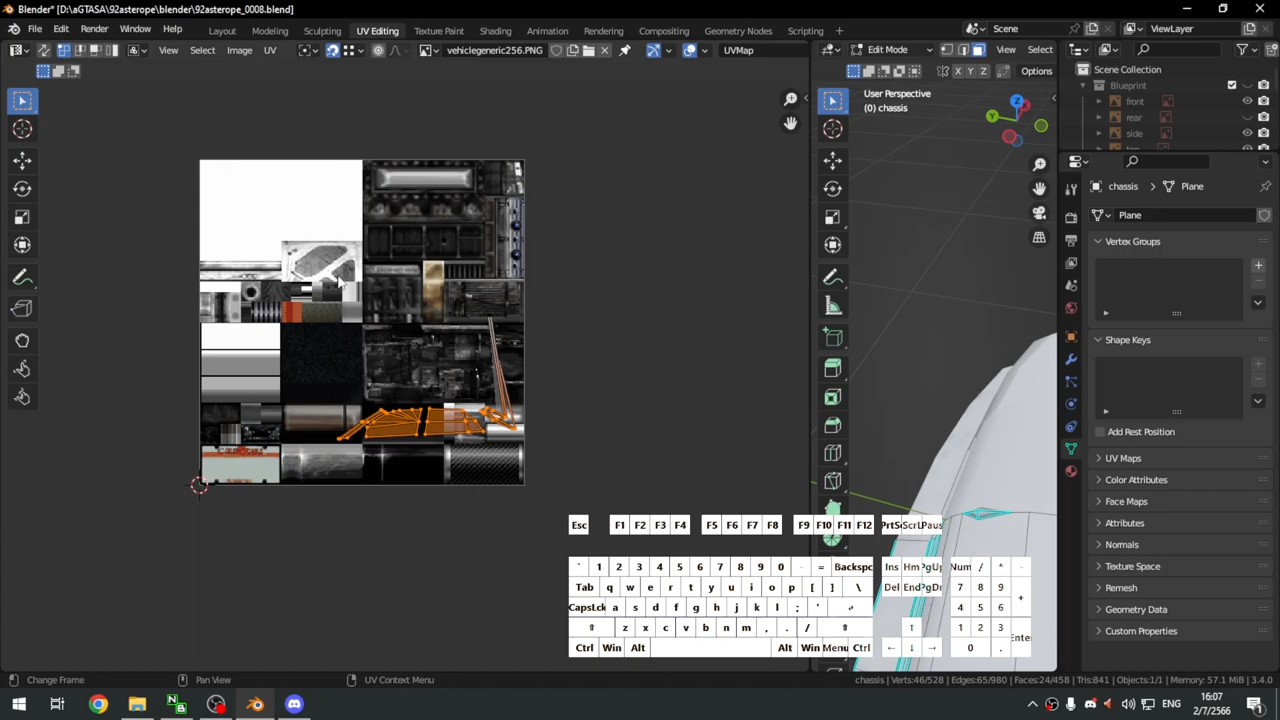 Blender* [D:\aGTASA\92asterope\blender\92asterope_0008.blend]
File Edit Render Window Help Layout Modeling Sculpting UV Editing Texture Paint Shading Animation Rendering Compositing Geometry Nodes Scripting Scene ViewLayer
View Select Image UV vehiclegeneric256.PNG UVMap Edit Mode View Select
X Y Z Options
Scene Collection
Blueprint
front
rear
side
User Perspective
(0) chassis
Z
Y
chassis Plane
Plane
Vertex Groups
Shape Keys
Add Rest Position
UV Maps
Color Attributes
Face Maps
Attributes
Normals
Texture Space
Remesh
Geometry Data
Custom Properties
Esc F1 F2 F3 F4 F5 F6 F7 F8 F9 F10 F11 F12 PrtSc ScrL Paus
` 1 2 3 4 5 6 7 8 9 0 - = Backspc Ins Hm PgUp Num / * -
Tab q w e r t y u i o p [ ] \ Del End PgDn 7 8 9 +
CapsLck a s d f g h j k l ; ' 4 5 6
z x c v b n m , . / 1 2 3 Enter
Ctrl Win Alt Alt Win Menu Ctrl 0 .
Change Frame Pan View UV Context Menu chassis | Verts:46/528 | Edges:65/980 | Faces:24/458 | Tris:841 | Objects:1/1 | Memory: 57.1 MiB | 3.4.0
ENG 16:07
2/7/2566